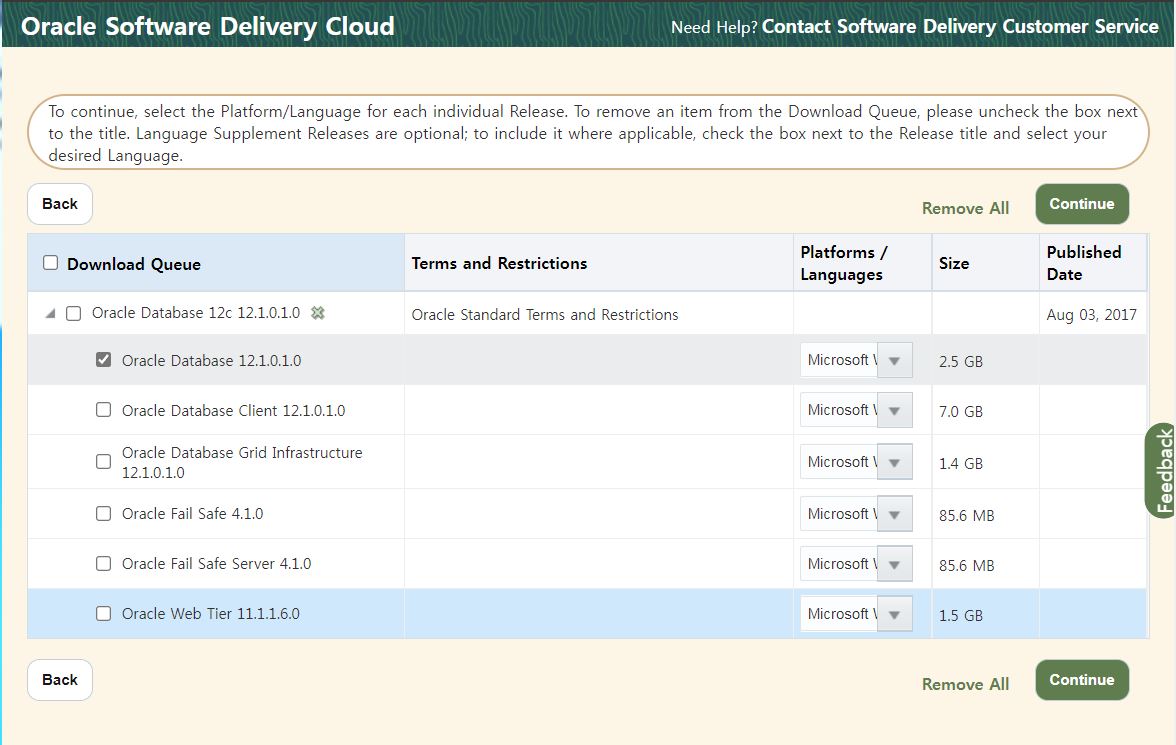 Oracle Software Delivery Cloud
Need Help? Contact Software Delivery Customer Service
To continue, select the Platform/Language for each individual Release. To remove an item from the Download Queue, please uncheck the box next
to the title. Language Supplement Releases are optional; to include it where applicable, check the box next to the Release title and select your
desired Language.
Back
Remove All
Continue
Download Queue
Terms and Restrictions
Platforms /
Languages
Size
Published
Date
Oracle Database 12c 12.1.0.1.0
Oracle Standard Terms and Restrictions
Aug 03, 2017
Oracle Database 12.1.0.1.0
Microsoft
2.5 GB
Oracle Database Client 12.1.0.1.0
Microsoft
7.0 GB
Oracle Database Grid Infrastructure
12.1.0.1.0
Microsoft
1.4 GB
Oracle Fail Safe 4.1.0
Microsoft
85.6 MB
Oracle Fail Safe Server 4.1.0
Microsoft
85.6 MB
Oracle Web Tier 11.1.1.6.0
Microsoft
1.5 GB
Feedback
Back
Remove All
Continue